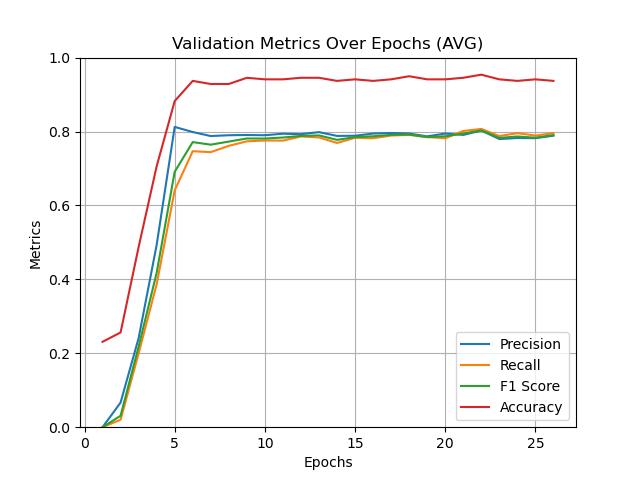 Validation Metrics Over Epochs (AVG)
1.0
0.8
0.6
0.4
0.2
0.0
Metrics
0 5 10 15 20 25
Epochs
Precision
Recall
F1 Score
Accuracy